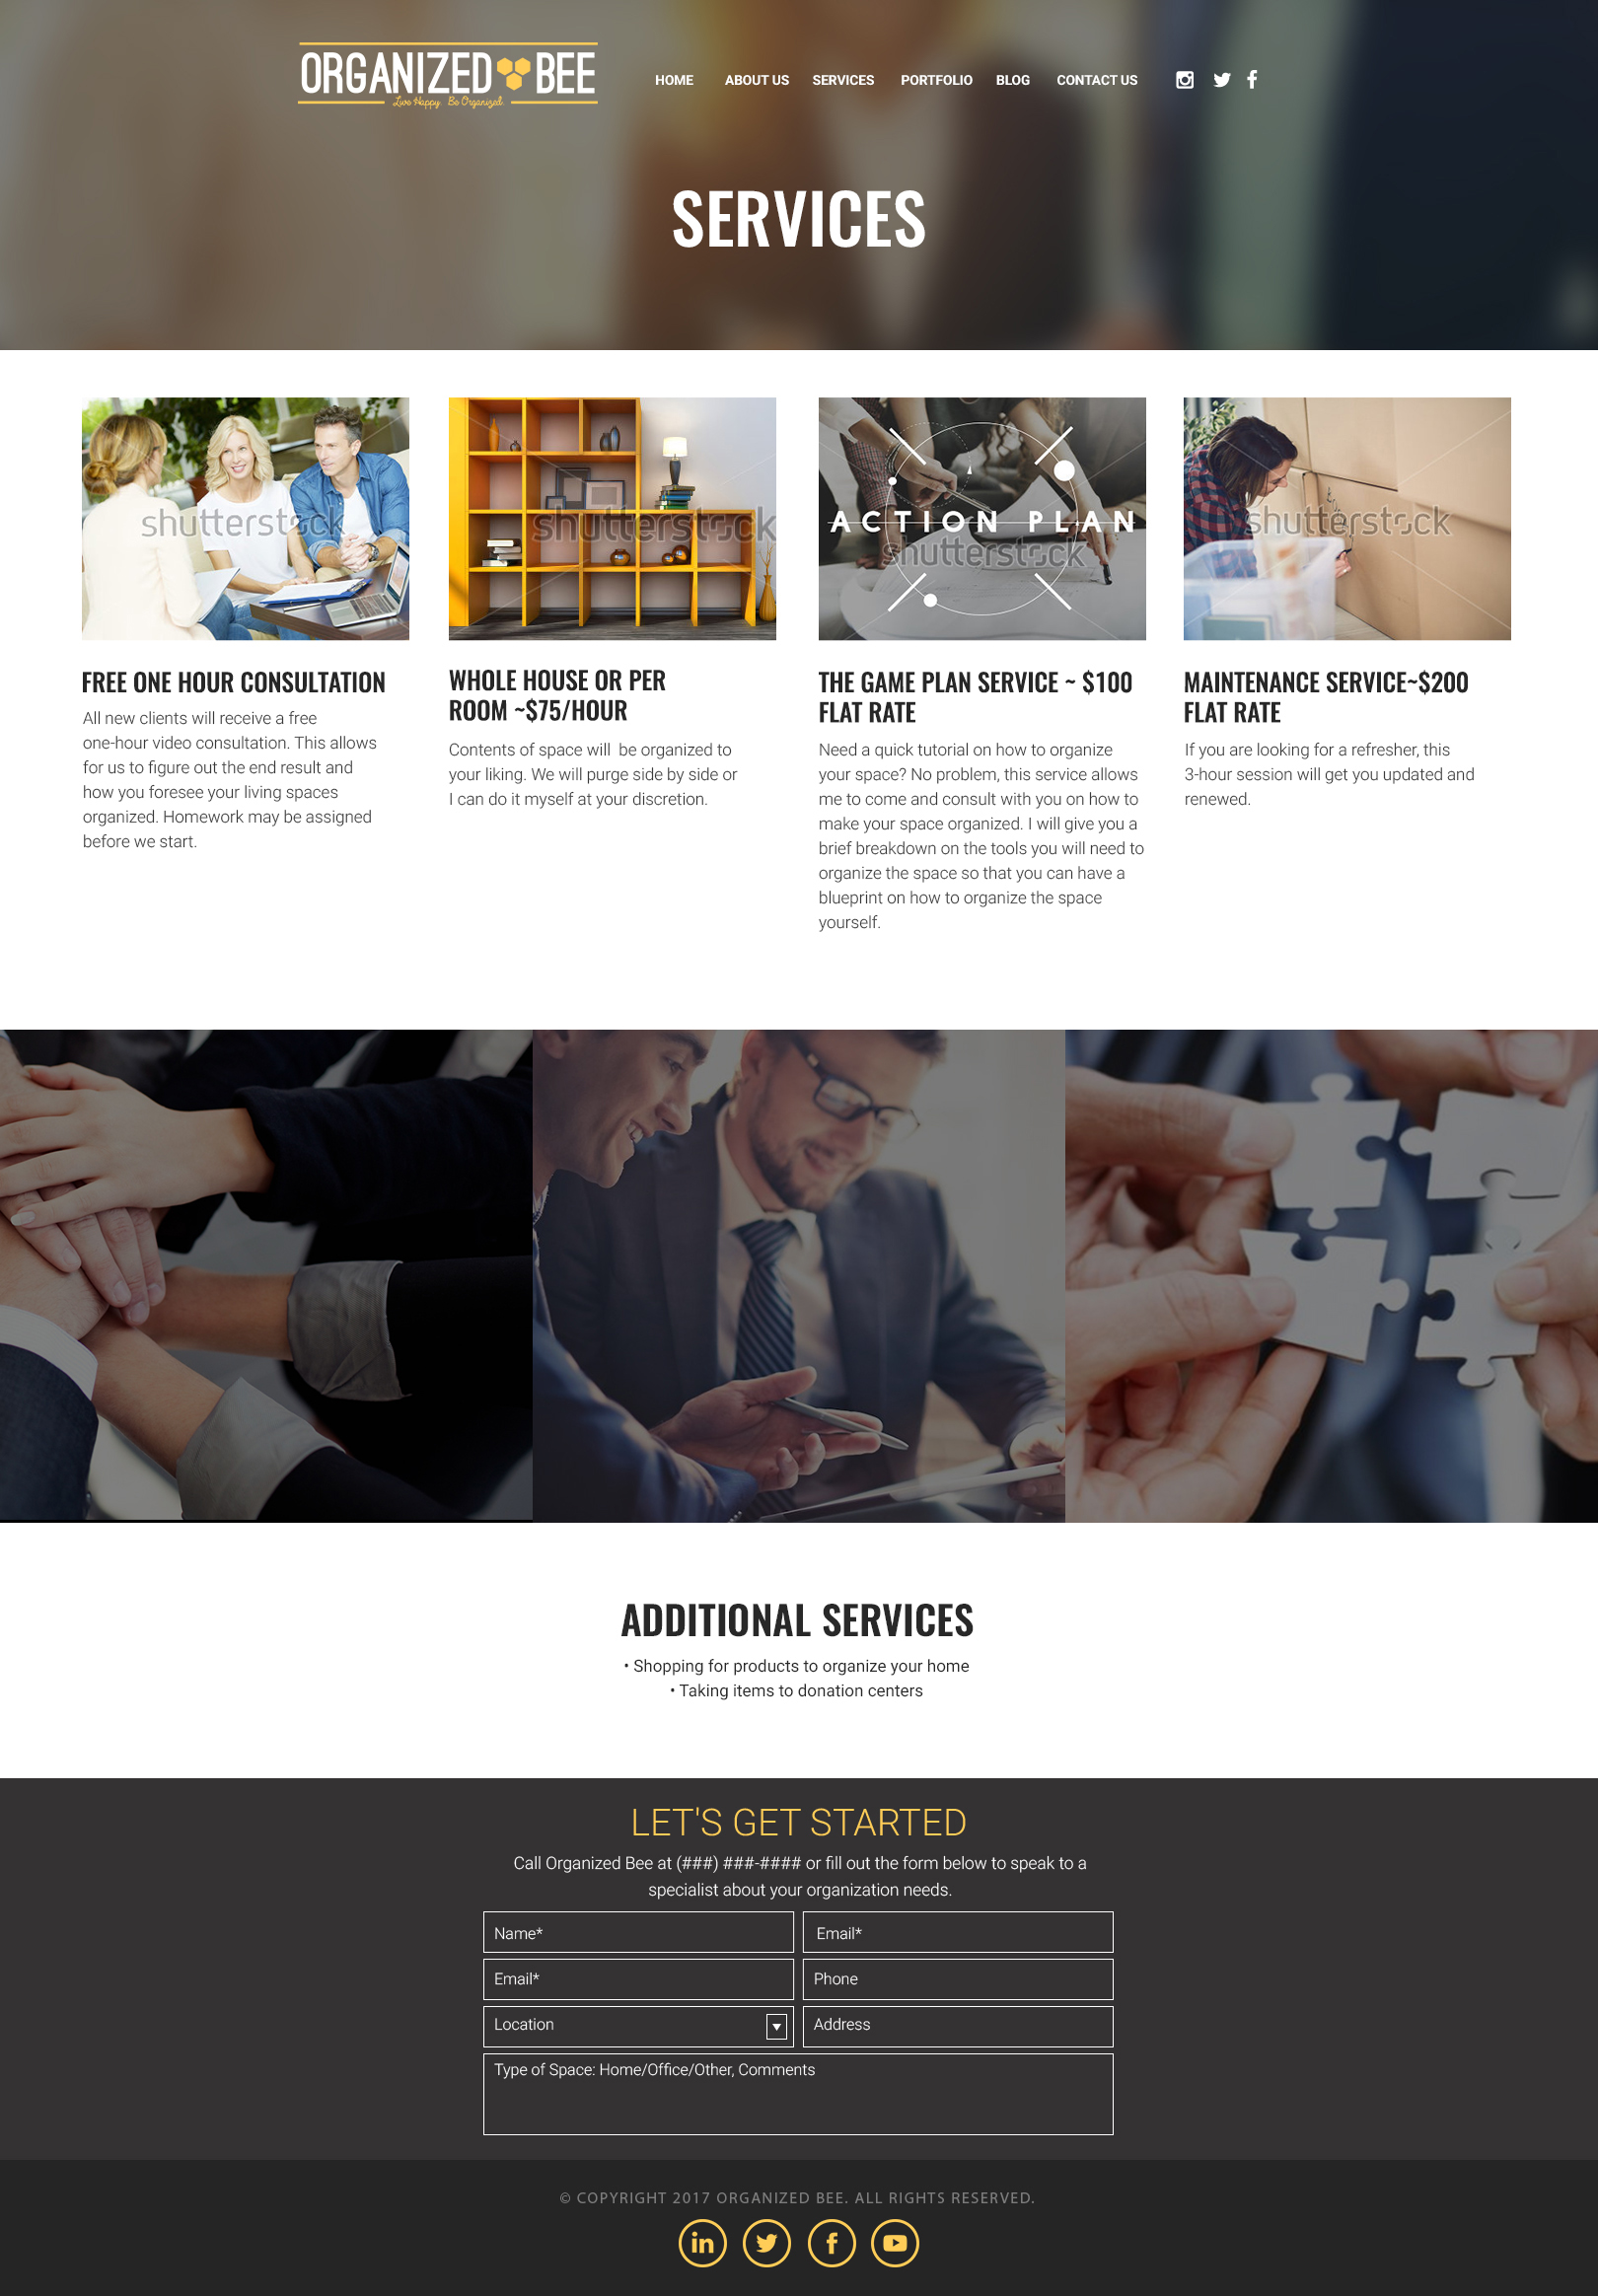 ORGANIZED BEE
Live Happy. Be Organized
HOME ABOUT US SERVICES PORTFOLIO BLOG CONTACT US
SERVICES
shutterstock
shutterstock
ACTION PLAN
shutterstock
shutterstock
FREE ONE HOUR CONSULTATION
All new clients will receive a free
one-hour video consultation. This allows
for us to figure out the end result and
how you foresee your living spaces
organized. Homework may be assigned
before we start.
WHOLE HOUSE OR PER
ROOM ~$75/HOUR
Contents of space will  be organized to
your liking. We will purge side by side or
I can do it myself at your discretion.
THE GAME PLAN SERVICE ~ $100
FLAT RATE
Need a quick tutorial on how to organize
your space? No problem, this service allows
me to come and consult with you on how to
make your space organized. I will give you a
brief breakdown on the tools you will need to
organize the space so that you can have a
blueprint on how to organize the space
yourself.
MAINTENANCE SERVICE~$200
FLAT RATE
If you are looking for a refresher, this
3-hour session will get you updated and
renewed.
ADDITIONAL SERVICES
• Shopping for products to organize your home
• Taking items to donation centers
LET'S GET STARTED
Call Organized Bee at (###) ###-#### or fill out the form below to speak to a
specialist about your organization needs.
Name* Email*
Email* Phone
Location Address
Type of Space: Home/Office/Other, Comments
© COPYRIGHT 2017 ORGANIZED BEE. ALL RIGHTS RESERVED.